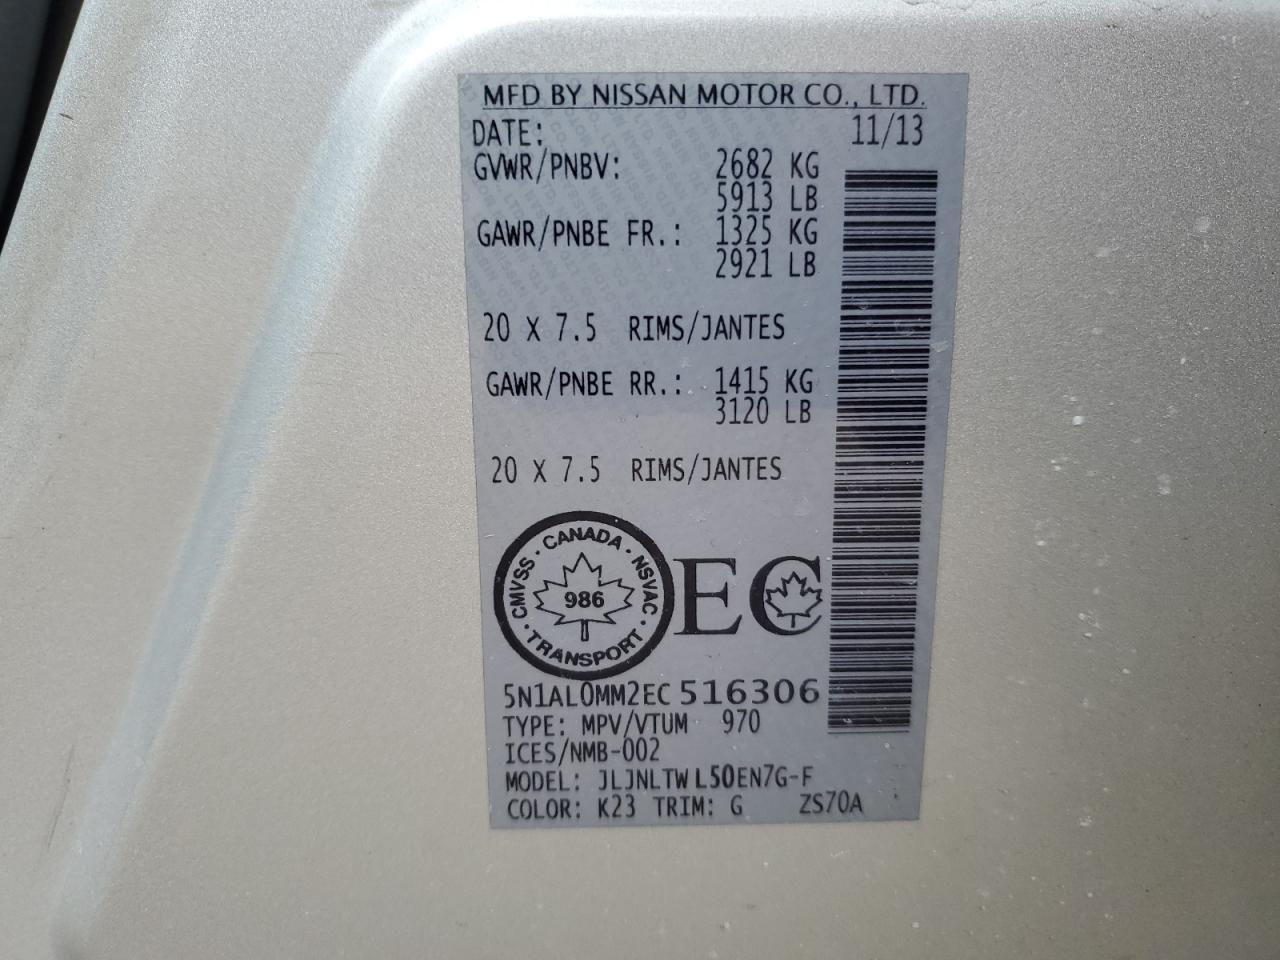 MFD BY NISSAN MOTOR CO., LTD.
DATE: 11/13
GVWR/PNBV: 2682 KG
5913 LB
GAWR/PNBE FR.: 1325 KG
2921 LB
20 X 7.5 RIMS/JANTES
GAWR/PNBE RR.: 1415 KG
3120 LB
20 X 7.5 RIMS/JANTES
CMVSS · CANADA · NSVAC · TRANSPORT ·
986
EC
5N1AL0MM2EC516306
TYPE: MPV/VTUM 970
ICES/NMB-002
MODEL: JLJNLTWL50EN7G-F
COLOR: K23 TRIM: G ZS70A